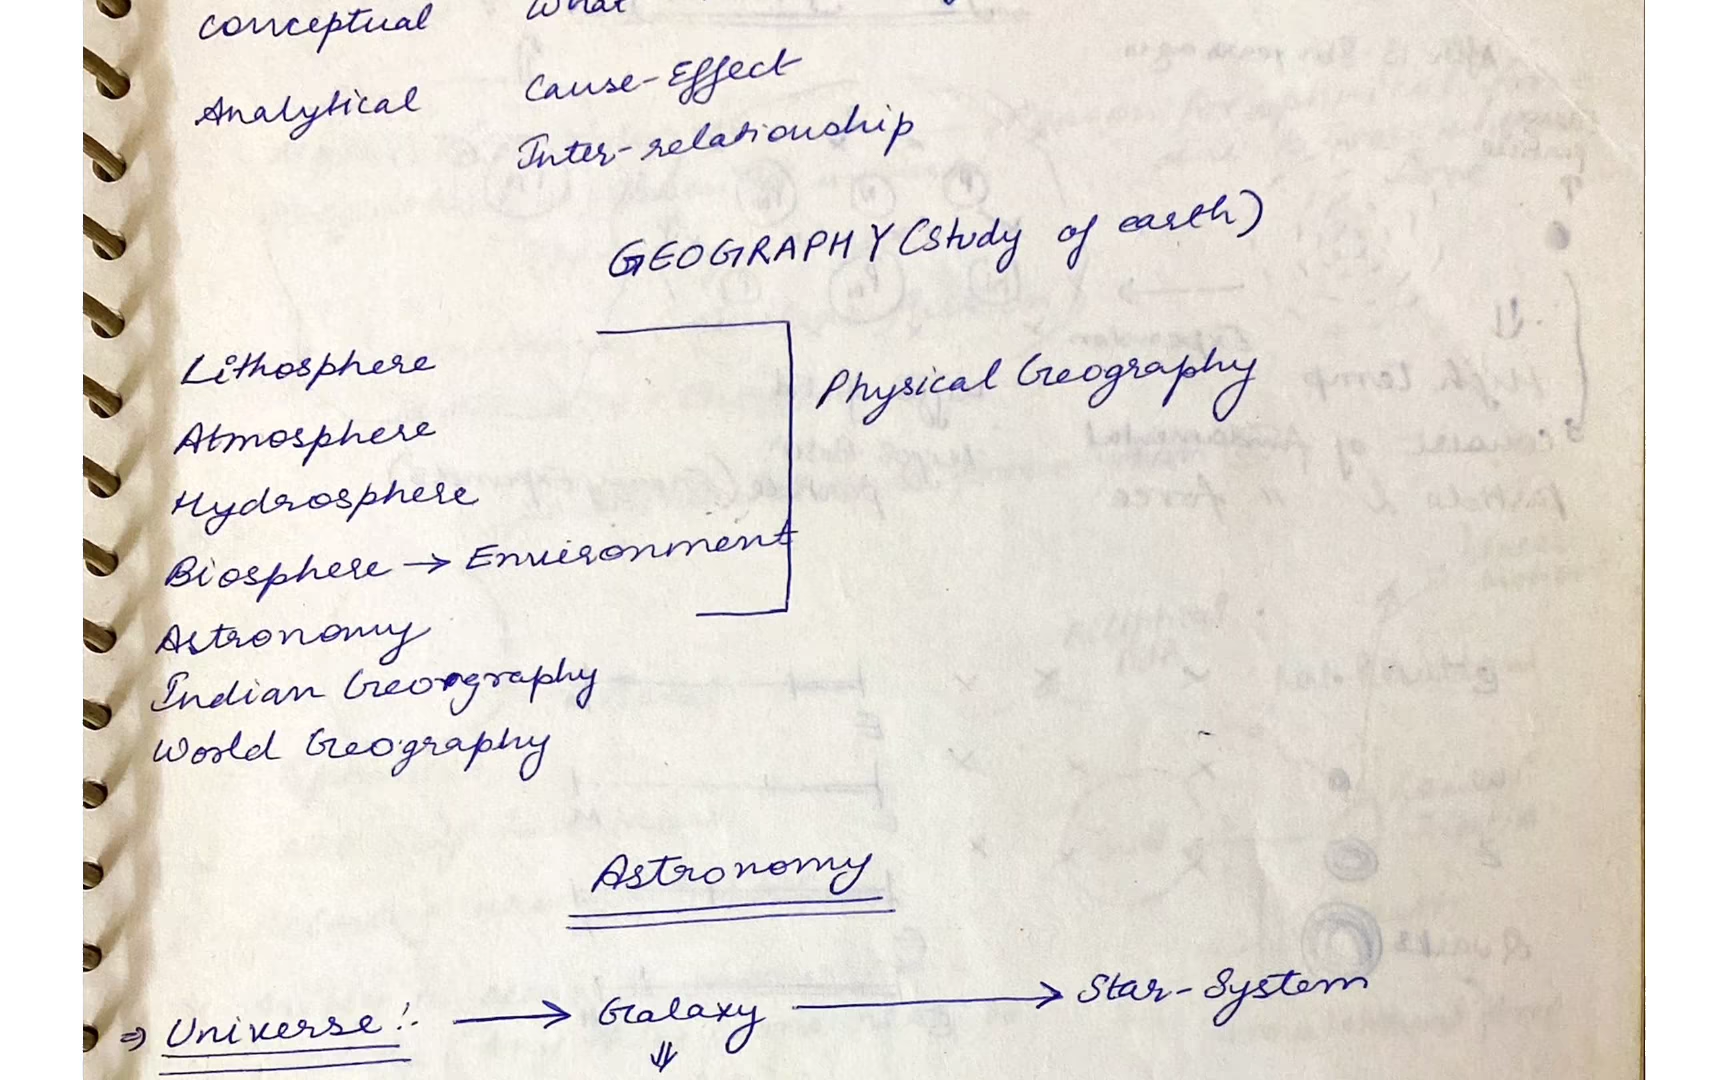 Conceptual What
Analytical Cause-Effect
Inter-relationship
GEOGRAPHY (Study of earth)
Lithosphere
Physical Geography
Atmosphere
Hydrosphere
Biosphere → Environment
Astronomy
Indian Geography
World Geography
Astronomy
⇒ Universe :- → Galaxy → Star-System
⇓